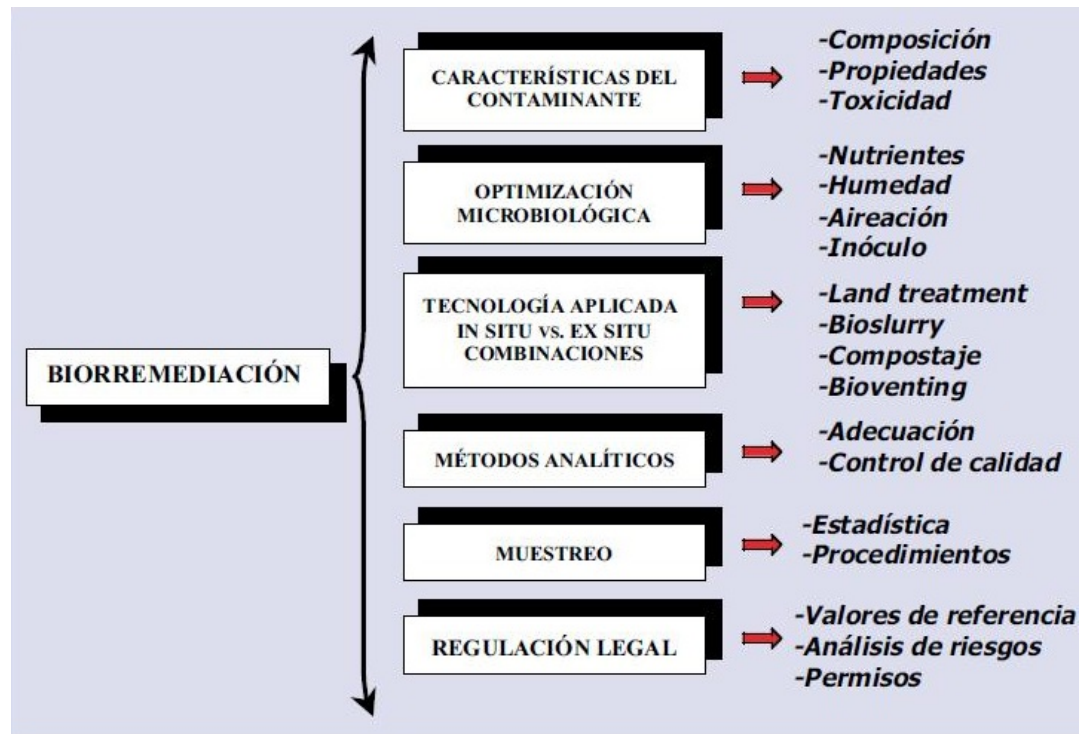 BIORREMEDIACIÓN
CARACTERÍSTICAS DEL
CONTAMINANTE
-Composición
-Propiedades
-Toxicidad
OPTIMIZACIÓN
MICROBIOLÓGICA
-Nutrientes
-Humedad
-Aireación
-Inóculo
TECNOLOGÍA APLICADA
IN SITU VS. EX SITU
COMBINACIONES
-Land treatment
-Bioslurry
-Compostaje
-Bioventing
MÉTODOS ANALÍTICOS
-Adecuación
-Control de calidad
MUESTREO
-Estadística
-Procedimientos
REGULACIÓN LEGAL
-Valores de referencia
-Análisis de riesgos
-Permisos